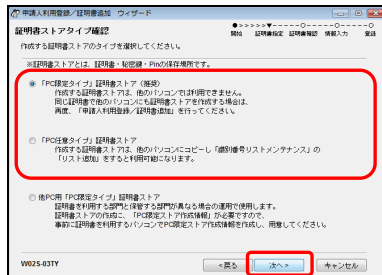 申請人利用登録／証明書追加 ウィザード
証明書ストアタイプ確認
開始 証明書指定 証明書確認 情報入力 登録
作成する証明書ストアのタイプを選択してください。
※証明書ストアとは、証明書・秘密鍵・Pinの保存場所です。
「PC限定タイプ」証明書ストア（推奨）
作成する証明書ストアは、他のパソコンでは利用できません。
同じ証明書で他のパソコンにも証明書ストアを作成する場合は、
再度、「申請人利用登録／証明書追加」を行ってください。
「PC任意タイプ」証明書ストア
作成する証明書ストアは、他のパソコンにコピーし「識別番号リストメンテナンス」の
「リスト追加」をすると利用可能になります。
他PC用「PC限定タイプ」証明書ストア
証明書を利用する部門と保管する部門が異なる場合の運用で使用します。
証明書ストアの作成に、「PC限定ストア作成情報」が必要ですので、
事前に証明書を利用するパソコンでPC限定ストア作成情報を作成し、用意してください。
W02S-03TY
<戻る 次へ> キャンセル